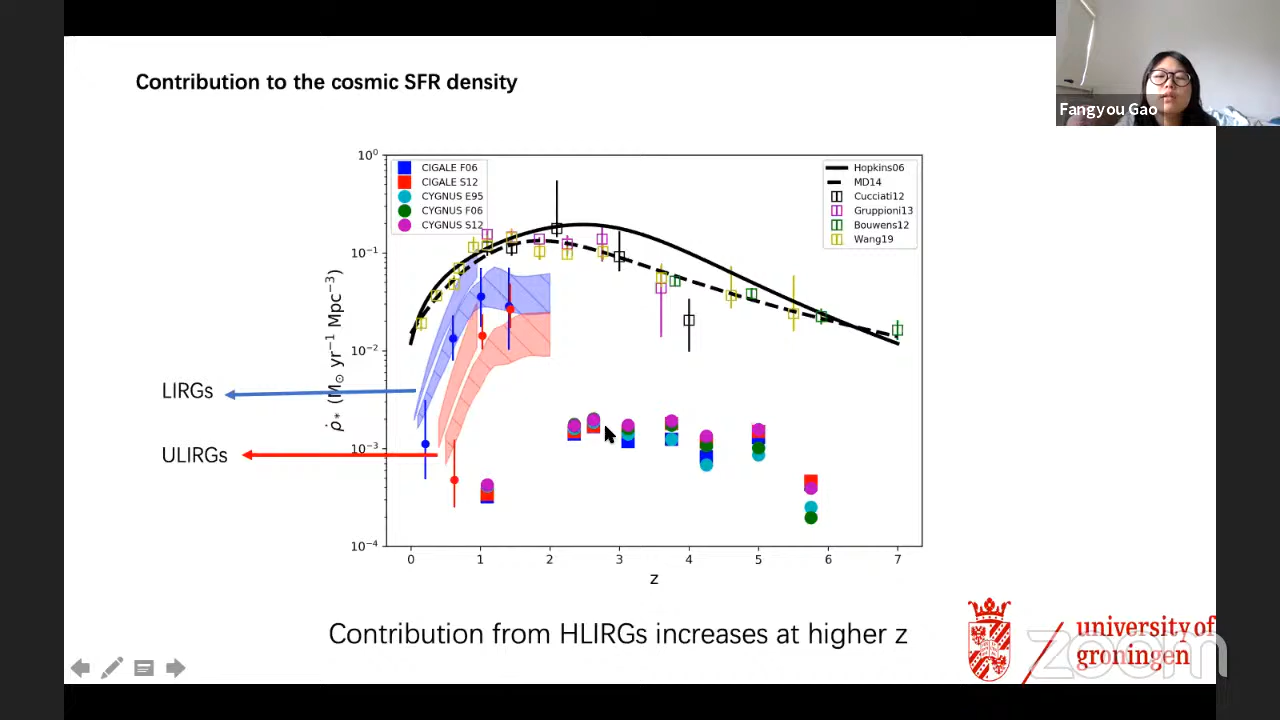 Contribution to the cosmic SFR density
Fangyou Gao
CIGALE F06
CIGALE S12
CYGNUS E95
CYGNUS F06
CYGNUS S12
Hopkins06
MD14
Cucciati12
Gruppioni13
Bouwens12
Wang19
10⁰
10⁻¹
10⁻²
10⁻³
10⁻⁴
ρ̇* (M⊙ yr⁻¹ Mpc⁻³)
LIRGs
ULIRGs
0 1 2 3 4 5 6 7
z
Contribution from HLIRGs increases at higher z
university of
groningen
zoom